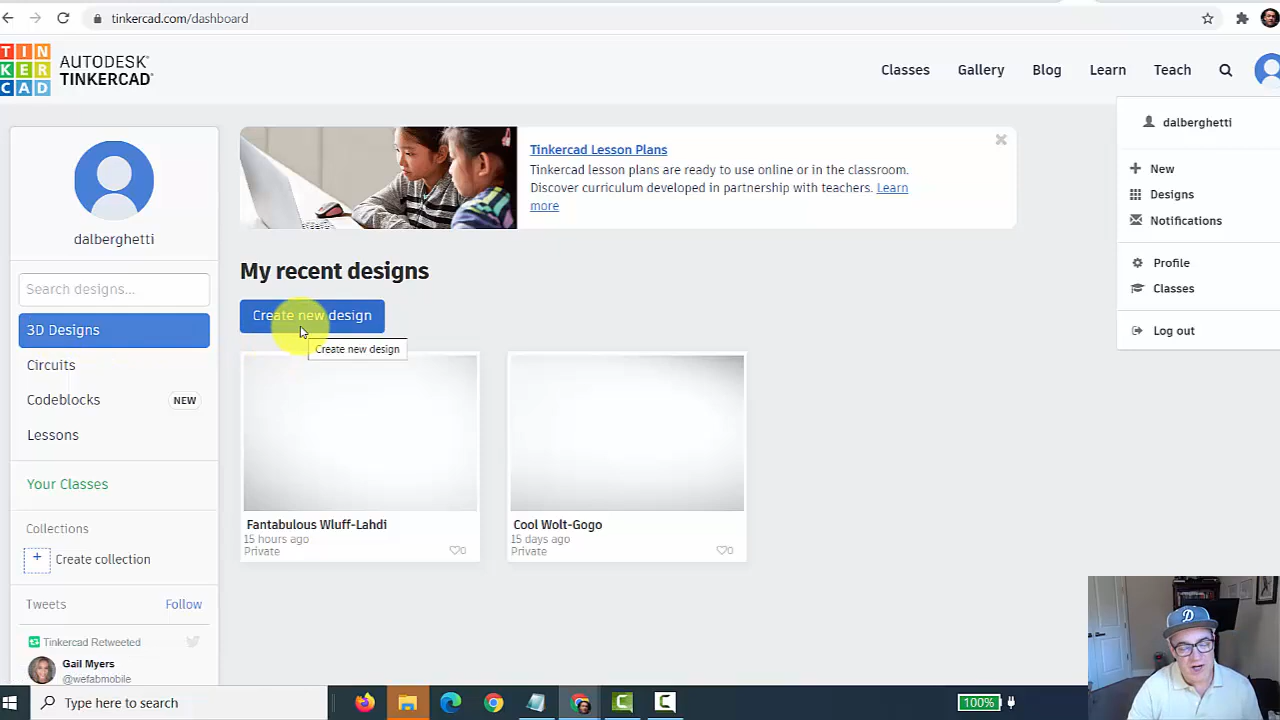 tinkercad.com/dashboard
TIN
KER
CAD
AUTODESK®
TINKERCAD®
Classes
Gallery
Blog
Learn
Teach
dalberghetti
New
Designs
Notifications
Profile
Classes
Log out
dalberghetti
Search designs...
3D Designs
Circuits
Codeblocks
NEW
Lessons
Your Classes
Collections
+ Create collection
Tweets
Follow
Tinkercad Retweeted
Gail Myers
@wefabmobile
Tinkercad Lesson Plans
Tinkercad lesson plans are ready to use online or in the classroom.
Discover curriculum developed in partnership with teachers. Learn
more
My recent designs
Create new design
Create new design
Fantabulous Wluff-Lahdi
15 hours ago
Private
0
Cool Wolt-Gogo
15 days ago
Private
0
D
Type here to search
100%